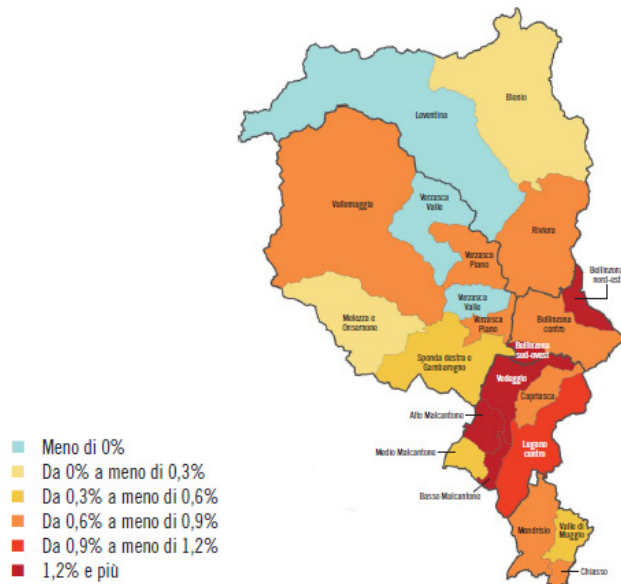 Blenio
Leventina
Verzasca
Valle
Vallemaggia
Riviera
Verzasca
Piano
Bellinzona
nord-est
Verzasca
Valle
Bellinzona
centro
Melezza e
Onsernone
Verzasca
Piano
Bellinzona
sud-ovest
Sponda destra e
Gambarogno
Vedeggio
Capriasca
Alto Malcantone
Lugano
centro
Medio Malcantone
Basso Malcantone
Mendrisio
Valle di
Muggio
Chiasso
Meno di 0%
Da 0% a meno di 0,3%
Da 0,3% a meno di 0,6%
Da 0,6% a meno di 0,9%
Da 0,9% a meno di 1,2%
1,2% e più